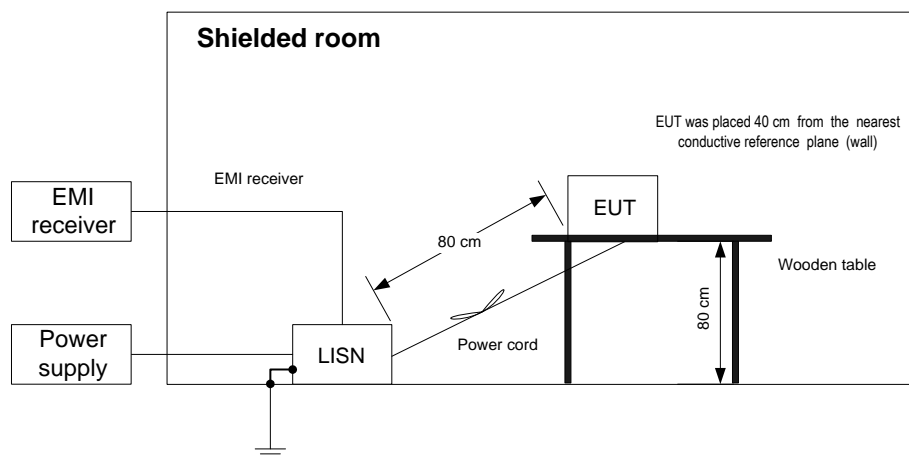 Shielded room
EUT was placed 40 cm from the nearest
conductive reference plane (wall)
EMI receiver
EMI
receiver
EUT
80 cm
Wooden table
80 cm
Power
supply
LISN
Power cord